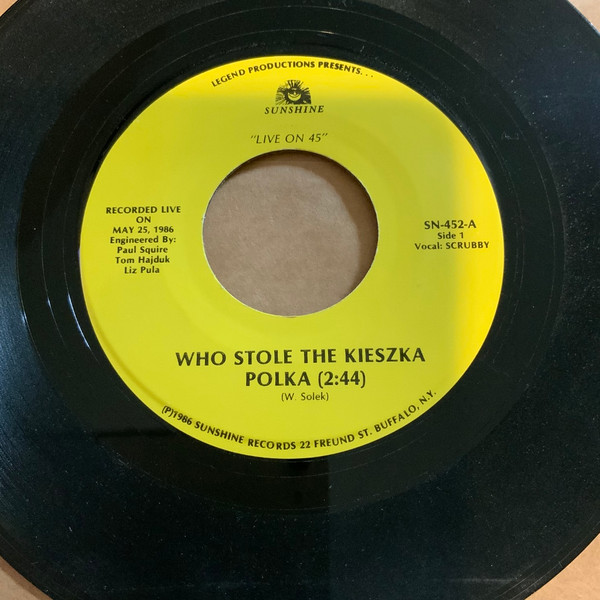 LEGEND PRODUCTIONS PRESENTS. . .
SUNSHINE
"LIVE ON 45"
RECORDED LIVE
ON
MAY 25, 1986
Engineered By:
Paul Squire
Tom Hajduk
Liz Pula
SN-452-A
Side 1
Vocal: SCRUBBY
WHO STOLE THE KIESZKA
POLKA (2:44)
(W. Solek)
(P)1986 SUNSHINE RECORDS 22 FREUND ST. BUFFALO, N.Y.